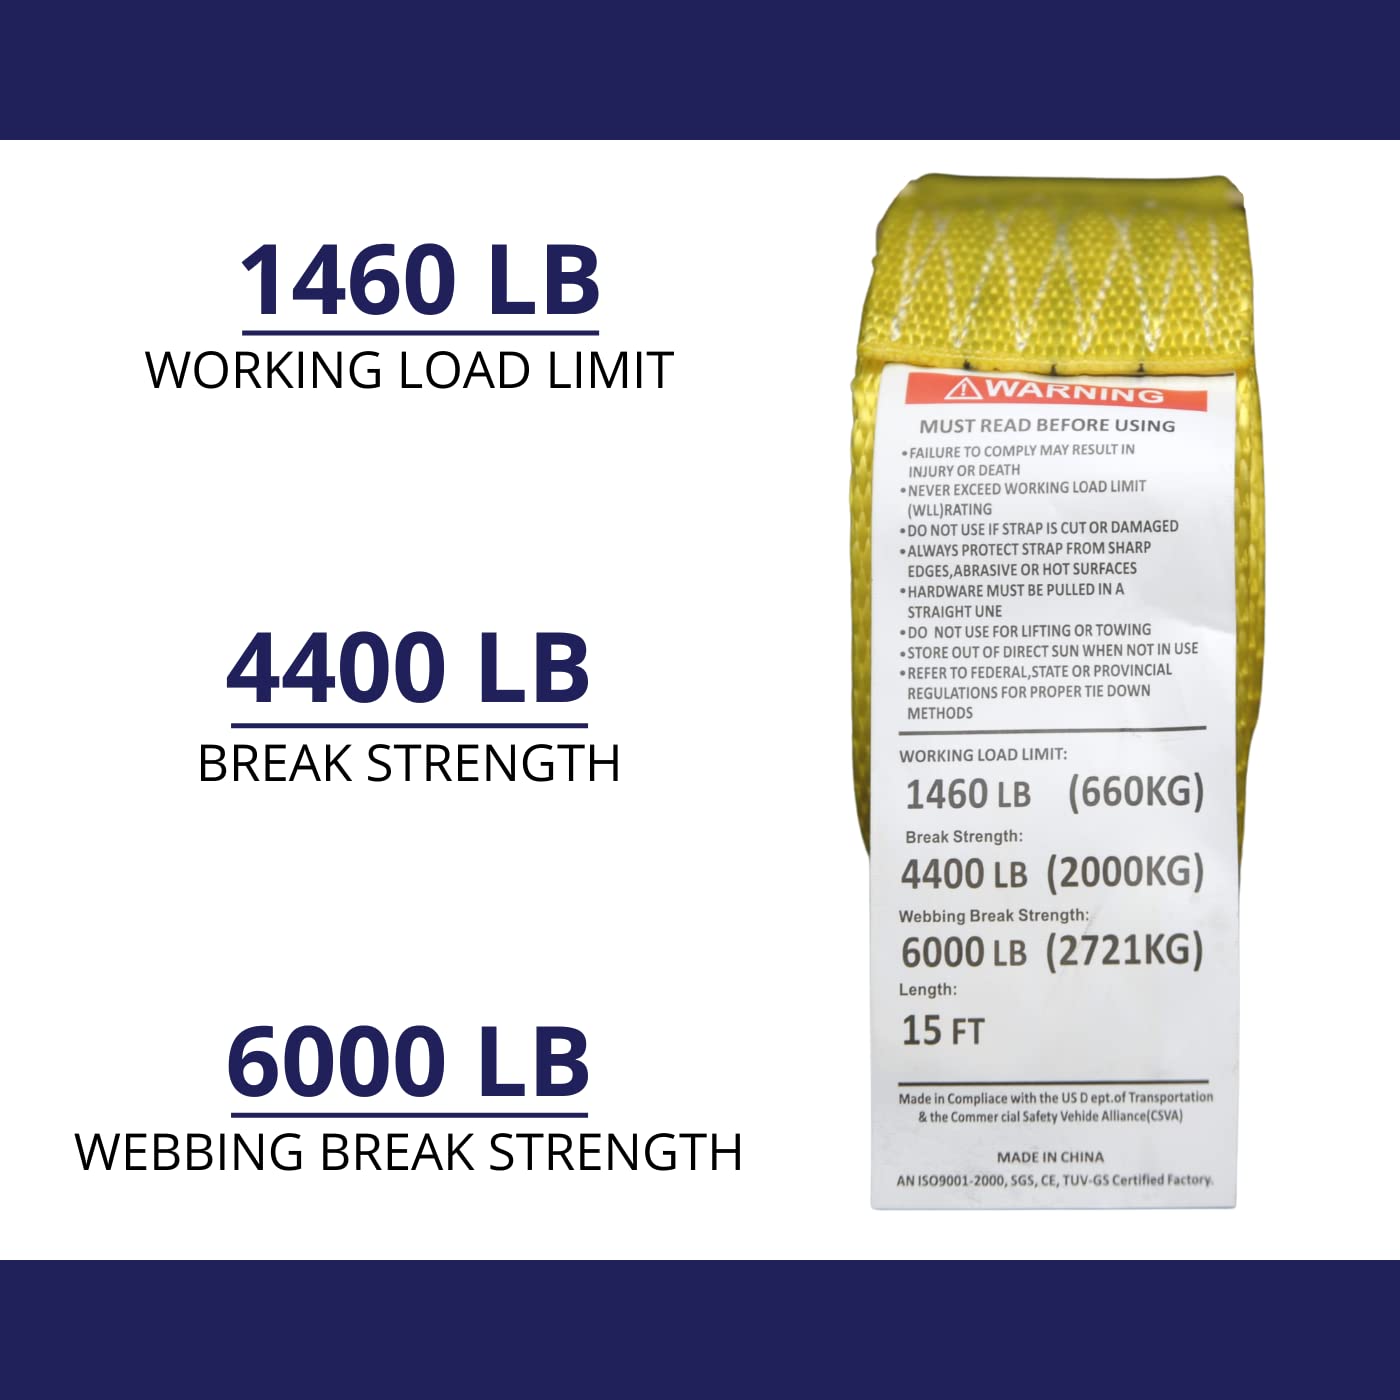 1460 LB
WORKING LOAD LIMIT
4400 LB
BREAK STRENGTH
6000 LB
WEBBING BREAK STRENGTH
WARNING
MUST READ BEFORE USING
•FAILURE TO COMPLY MAY RESULT IN
INJURY OR DEATH
•NEVER EXCEED WORKING LOAD LIMIT
(WLL)RATING
•DO NOT USE IF STRAP IS CUT OR DAMAGED
•ALWAYS PROTECT STRAP FROM SHARP
EDGES,ABRASIVE OR HOT SURFACES
•HARDWARE MUST BE PULLED IN A
STRAIGHT UNE
•DO NOT USE FOR LIFTING OR TOWING
•STORE OUT OF DIRECT SUN WHEN NOT IN USE
•REFER TO FEDERAL,STATE OR PROVINCIAL
REGULATIONS FOR PROPER TIE DOWN
METHODS
WORKING LOAD LIMIT:
1460 LB (660KG)
Break Strength:
4400 LB (2000KG)
Webbing Break Strength:
6000 LB (2721KG)
Length:
15 FT
Made in Compliace with the US D ept.of Transportation
& the Commer cial Safety Vehide Alliance(CSVA)
MADE IN CHINA
AN ISO9001-2000, SGS, CE, TUV-GS Certified Factory.